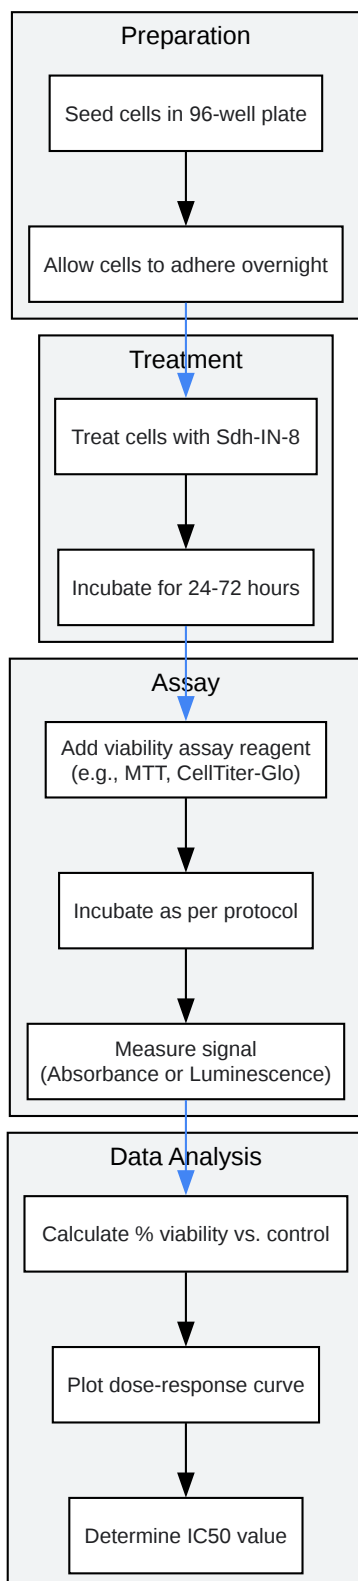 Preparation
Seed cells in 96-well plate
Allow cells to adhere overnight
Treatment
Treat cells with Sdh-IN-8
Incubate for 24-72 hours
Assay
Add viability assay reagent
(e.g., MTT, CellTiter-Glo)
Incubate as per protocol
Measure signal
(Absorbance or Luminescence)
Data Analysis
Calculate % viability vs. control
Plot dose-response curve
Determine IC50 value